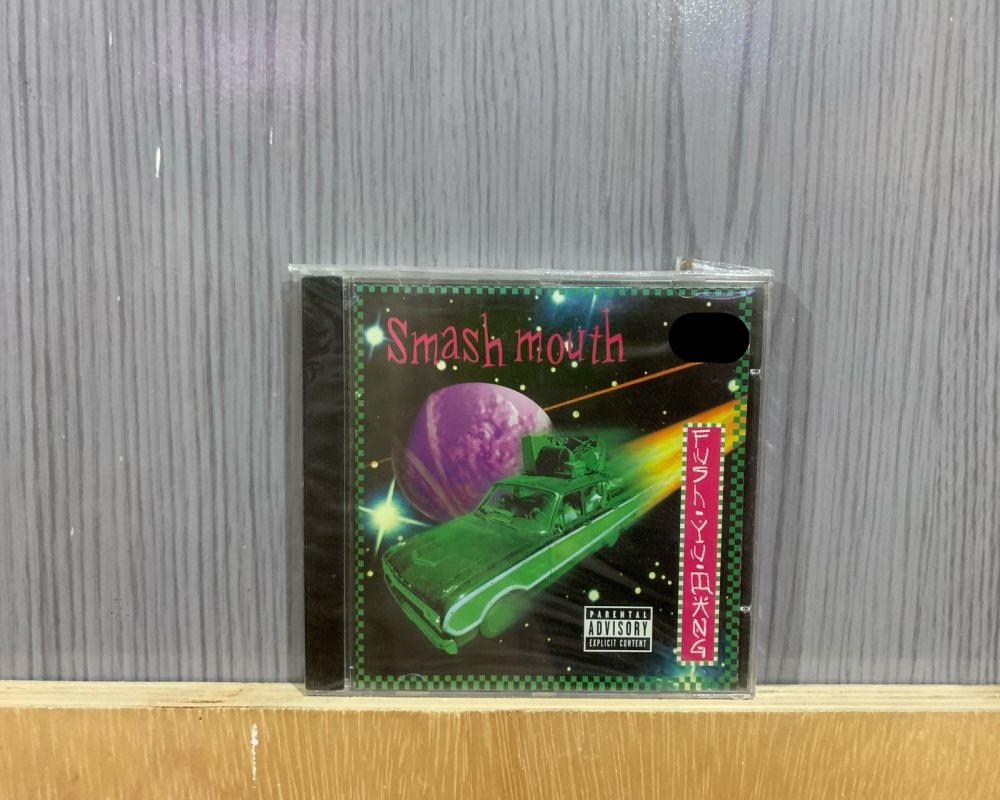 Smash mouth
FUSh·YU·MANG
PARENTAL
ADVISORY
EXPLICIT CONTENT